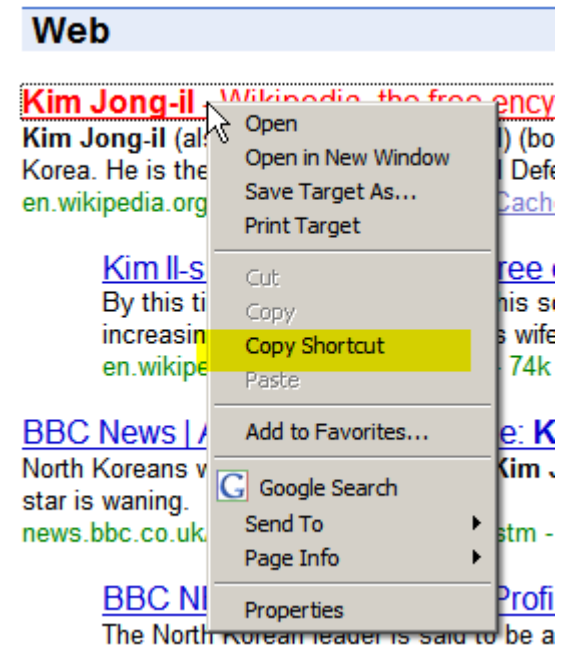 Web
Kim Jong-il - Wikipedia, the free ency
Kim Jong-il (al ) (bo
Korea. He is the l Defe
en.wikipedia.org Cach
Kim Il-s ree
By this ti his s
increasin s wife
en.wikipe - 74k
BBC News | e: K
North Koreans w Kim J
star is waning.
news.bbc.co.uk/ stm -
BBC N Profi
The North Korean leader is said to be a
Open
Open in New Window
Save Target As...
Print Target
Cut
Copy
Copy Shortcut
Paste
Add to Favorites...
G Google Search
Send To
Page Info
Properties